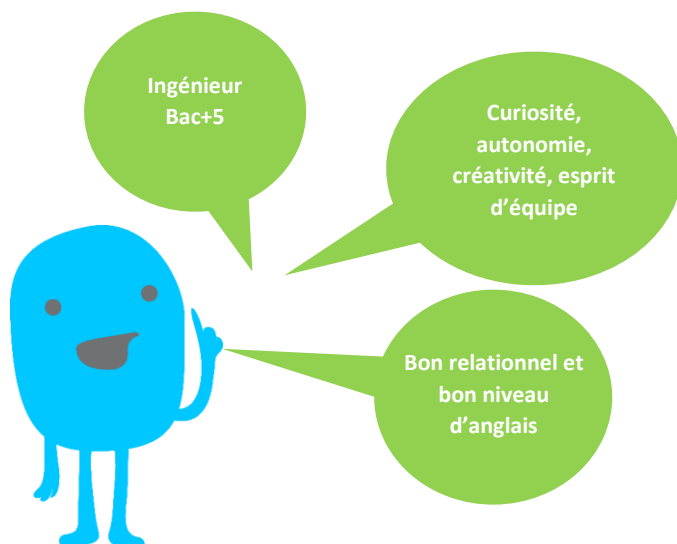 Ingénieur
Bac+5
Curiosité,
autonomie,
créativité, esprit
d’équipe
Bon relationnel et
bon niveau
d’anglais